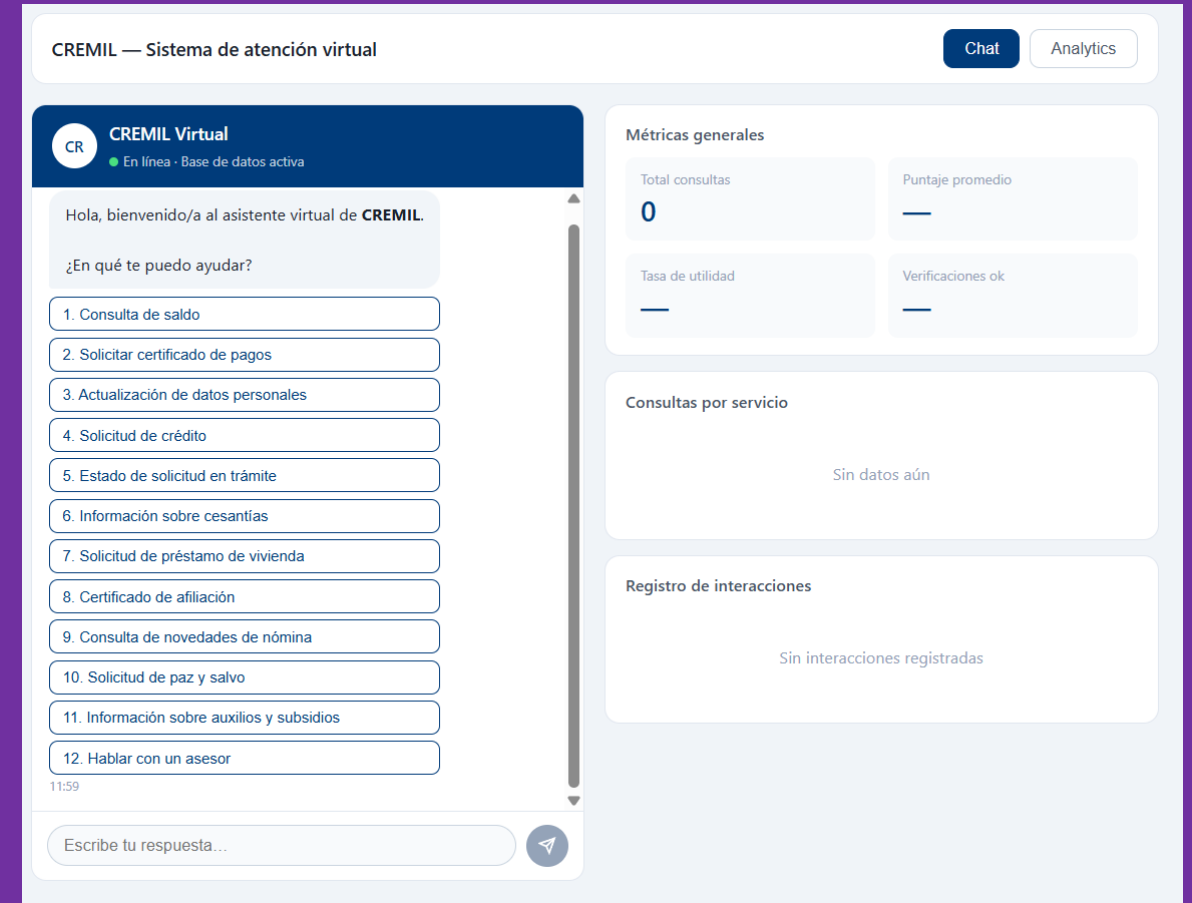 CREMIL — Sistema de atención virtual
Chat
Analytics
CR
CREMIL Virtual
En línea · Base de datos activa
Hola, bienvenido/a al asistente virtual de CREMIL.
¿En qué te puedo ayudar?
1. Consulta de saldo
2. Solicitar certificado de pagos
3. Actualización de datos personales
4. Solicitud de crédito
5. Estado de solicitud en trámite
6. Información sobre cesantías
7. Solicitud de préstamo de vivienda
8. Certificado de afiliación
9. Consulta de novedades de nómina
10. Solicitud de paz y salvo
11. Información sobre auxilios y subsidios
12. Hablar con un asesor
11:59
Escribe tu respuesta...
Métricas generales
Total consultas
0
Puntaje promedio
—
Tasa de utilidad
—
Verificaciones ok
—
Consultas por servicio
Sin datos aún
Registro de interacciones
Sin interacciones registradas